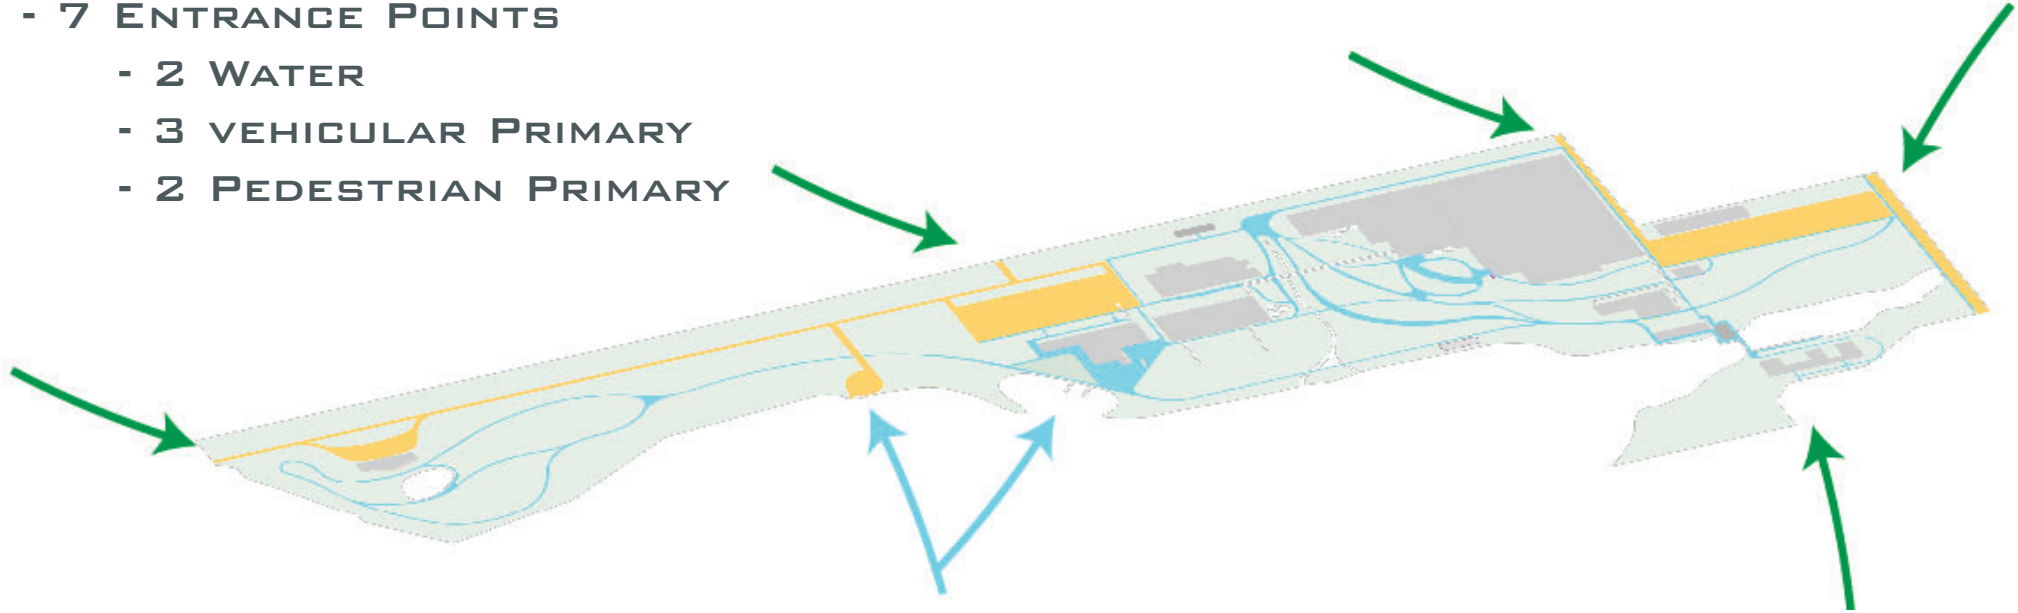 - 7 Entrance Points
- 2 Water
- 3 vehicular Primary
- 2 Pedestrian Primary